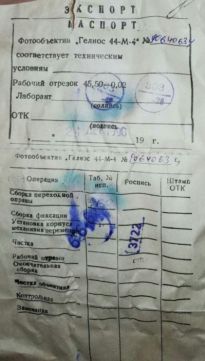 ЭКСПОРТ
ПАСПОРТ
Фотообъектив „Гелиос 44-М-4" №
соответствует техническим
условиям
Рабочий отрезок 45,50–0,02
Лаборант
(подпись)
ОТК
(подпись)
19 г.
Фотообъектив „Гелиос 44-М-4" №
Операция Таб. № исп. Роспись Штамп ОТК
Сборка переходной оправы
Сборка фиксации
Установка корпуса
механизма
Чистка
3722
Рабочий отрезок
Окончательная сборка
Чистка объектива
Контрольная